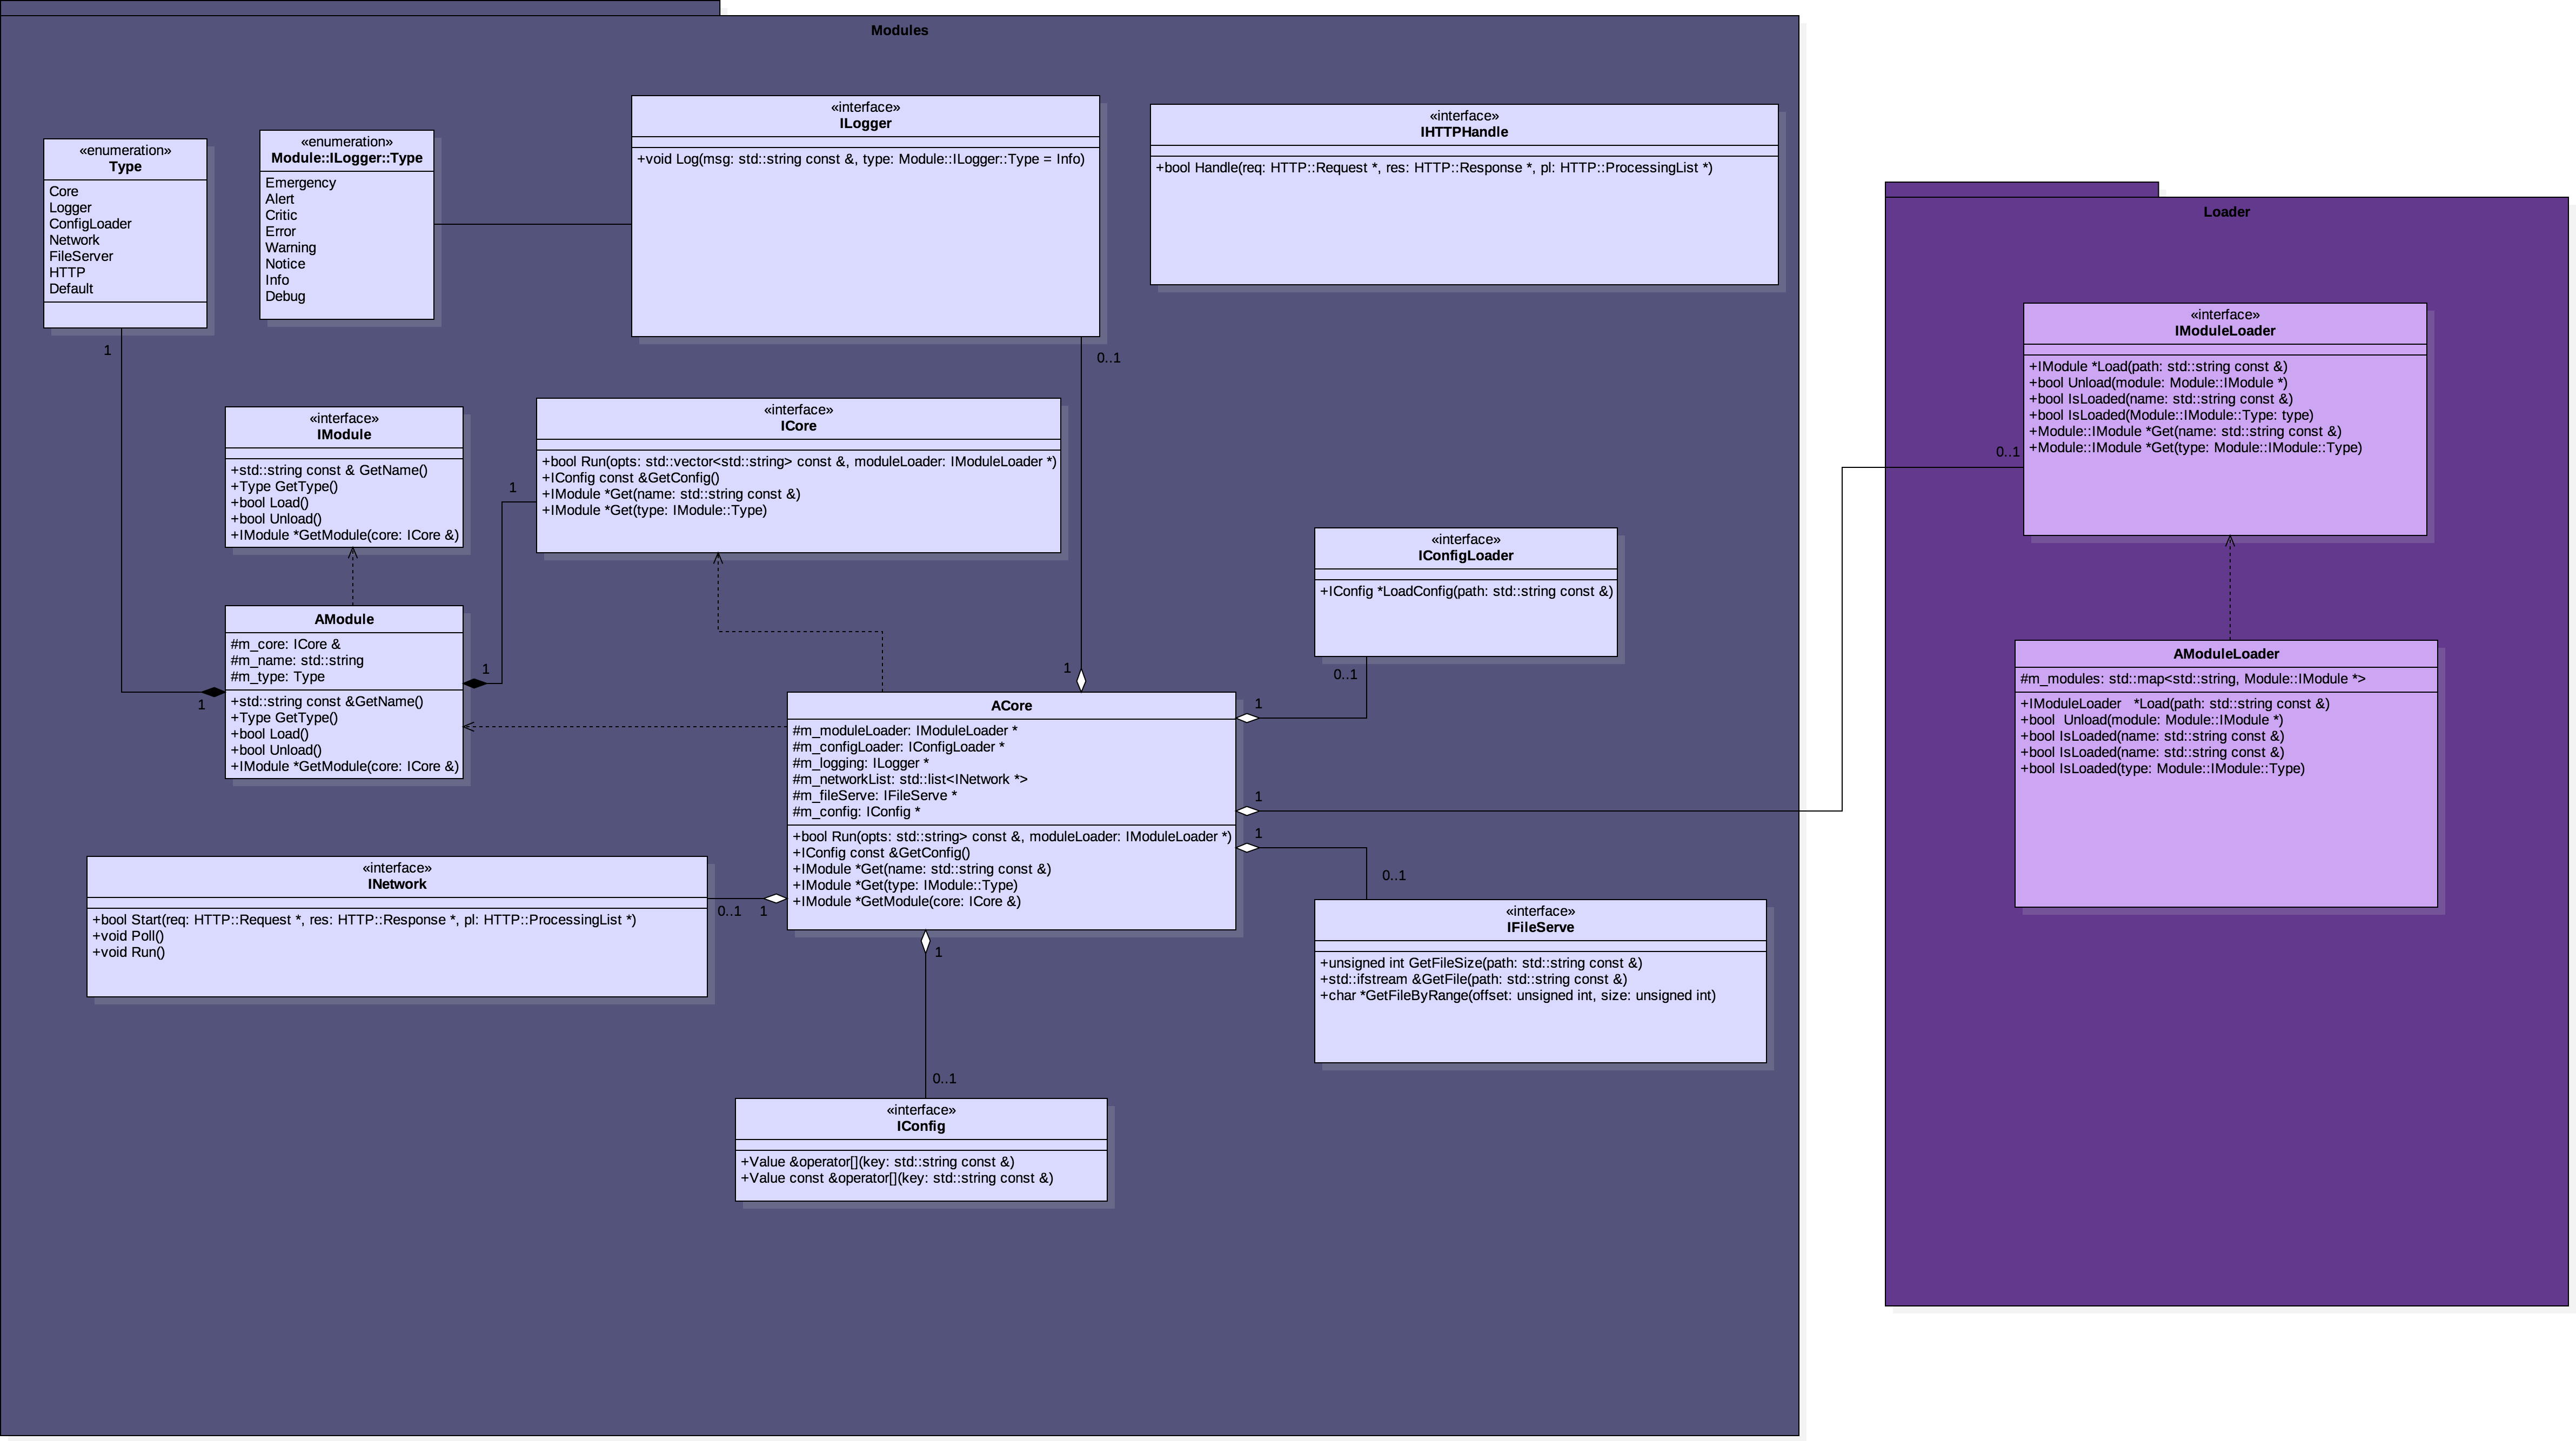 Modules
«enumeration»
Type
Core
Logger
ConfigLoader
Network
FileServer
HTTP
Default
«enumeration»
Module::ILogger::Type
Emergency
Alert
Critic
Error
Warning
Notice
Info
Debug
«interface»
ILogger
+void Log(msg: std::string const &, type: Module::ILogger::Type = Info)
«interface»
IHTTPHandle
+bool Handle(req: HTTP::Request *, res: HTTP::Response *, pl: HTTP::ProcessingList *)
1
0..1
«interface»
IModule
+std::string const & GetName()
+Type GetType()
+bool Load()
+bool Unload()
+IModule *GetModule(core: ICore &)
«interface»
ICore
+bool Run(opts: std::vector<std::string> const &, moduleLoader: IModuleLoader *)
+IConfig const &GetConfig()
+IModule *Get(name: std::string const &)
+IModule *Get(type: IModule::Type)
1
«interface»
IConfigLoader
+IConfig *LoadConfig(path: std::string const &)
0..1
AModule
#m_core: ICore &
#m_name: std::string
#m_type: Type
+std::string const &GetName()
+Type GetType()
+bool Load()
+bool Unload()
+IModule *GetModule(core: ICore &)
1
1
1
ACore
#m_moduleLoader: IModuleLoader *
#m_configLoader: IConfigLoader *
#m_logging: ILogger *
#m_networkList: std::list<INetwork *>
#m_fileServe: IFileServe *
#m_config: IConfig *
+bool Run(opts: std::string> const &, moduleLoader: IModuleLoader *)
+IConfig const &GetConfig()
+IModule *Get(name: std::string const &)
+IModule *Get(type: IModule::Type)
+IModule *GetModule(core: ICore &)
1
1
1
0..1
«interface»
INetwork
+bool Start(req: HTTP::Request *, res: HTTP::Response *, pl: HTTP::ProcessingList *)
+void Poll()
+void Run()
0..1
1
1
«interface»
IFileServe
+unsigned int GetFileSize(path: std::string const &)
+std::ifstream &GetFile(path: std::string const &)
+char *GetFileByRange(offset: unsigned int, size: unsigned int)
0..1
«interface»
IConfig
+Value &operator[](key: std::string const &)
+Value const &operator[](key: std::string const &)
Loader
«interface»
IModuleLoader
+IModule *Load(path: std::string const &)
+bool Unload(module: Module::IModule *)
+bool IsLoaded(name: std::string const &)
+bool IsLoaded(Module::IModule::Type: type)
+Module::IModule *Get(name: std::string const &)
+Module::IModule *Get(type: Module::IModule::Type)
0..1
AModuleLoader
#m_modules: std::map<std::string, Module::IModule *>
+IModuleLoader *Load(path: std::string const &)
+bool Unload(module: Module::IModule *)
+bool IsLoaded(name: std::string const &)
+bool IsLoaded(name: std::string const &)
+bool IsLoaded(type: Module::IModule::Type)